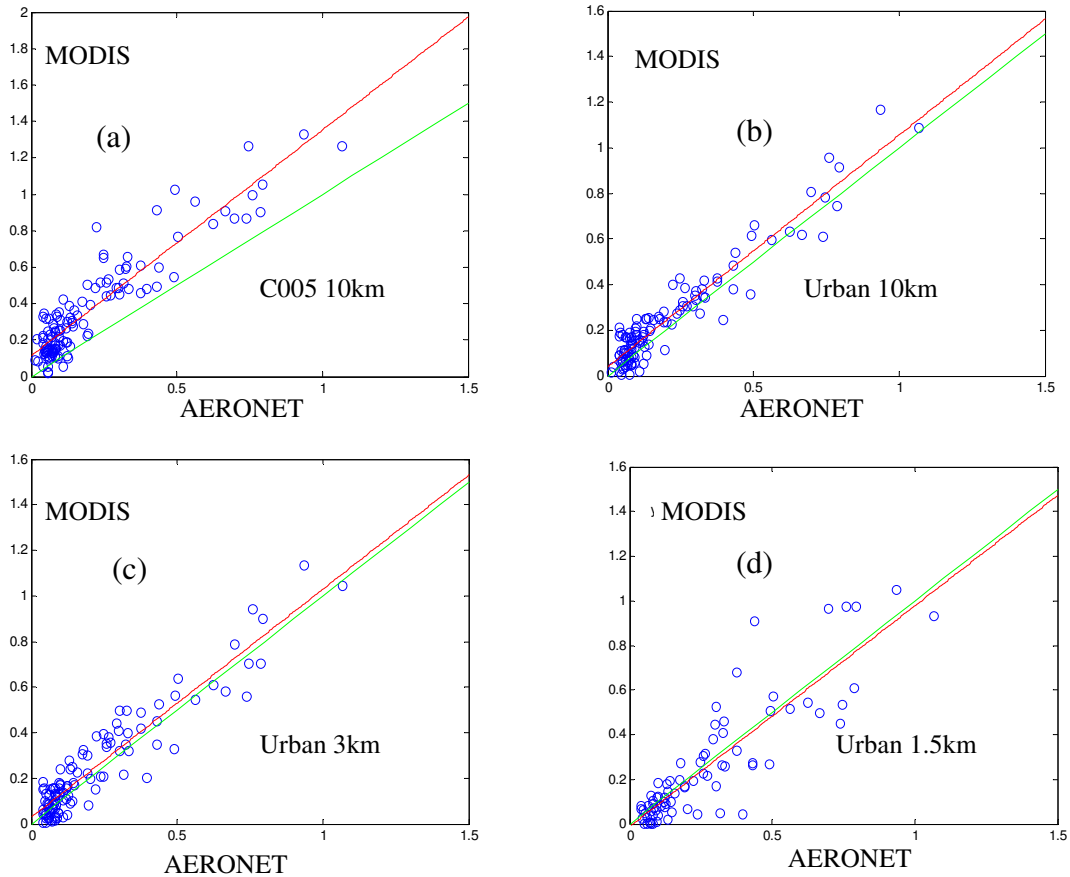 2
1.8
1.6
1.4
1.2
1
0.8
0.6
0.4
0.2
0
MODIS
(a)
C005 10km
0 0.5 1 1.5
AERONET
1.6
1.4
1.2
1
0.8
0.6
0.4
0.2
0
MODIS
(b)
Urban 10km
0 0.5 1 1.5
AERONET
1.6
1.4
1.2
1
0.8
0.6
0.4
0.2
0
MODIS
(c)
Urban 3km
0 0.5 1 1.5
AERONET
1.6
1.4
1.2
1
0.8
0.6
0.4
0.2
0
MODIS
(d)
Urban 1.5km
0 0.5 1 1.5
AERONET